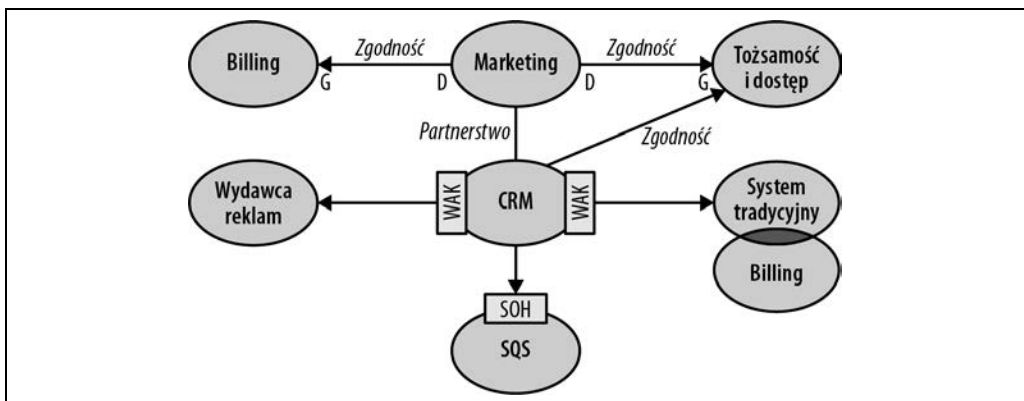 Billing
Zgodność
G
D
Marketing
Zgodność
D
G
Tożsamość
i dostęp
Partnerstwo
Zgodność
Wydawca
reklam
WAK
CRM
WAK
System
tradycyjny
Billing
SOH
SQS